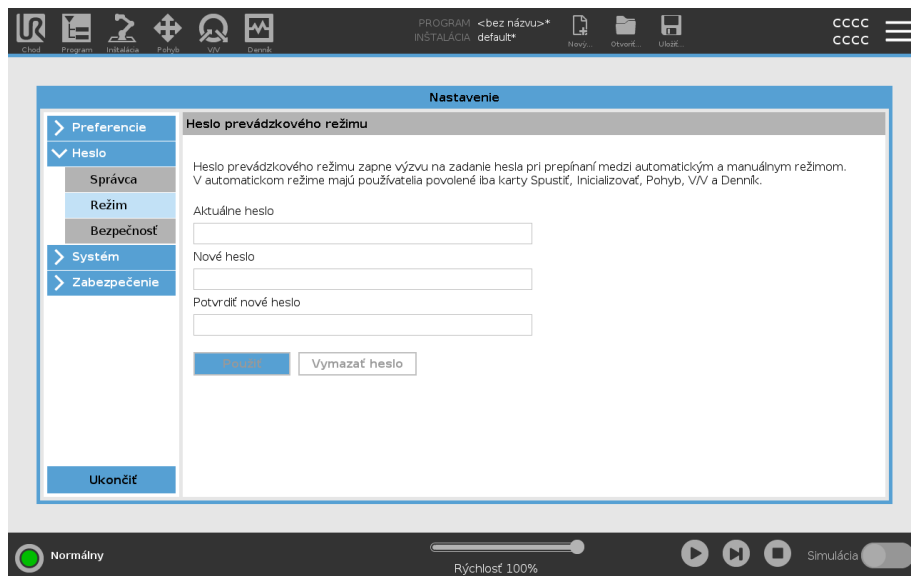 PROGRAM <bez názvu>*
INŠTALÁCIA default*
CCCC
CCCC
Chod
Program
Inštalácia
Pohyb
V/V
Denník
Nový...
Otvoriť...
Uložiť...
Nastavenie
Preferencie
Heslo
Správca
Režim
Bezpečnosť
Systém
Zabezpečenie
Ukončiť
Heslo prevádzkového režimu
Heslo prevádzkového režimu zapne výzvu na zadanie hesla pri prepínaní medzi automatickým a manuálnym režimom.
V automatickom režime majú používatelia povolené iba karty Spustiť, Inicializovať, Pohyb, V/V a Denník.
Aktuálne heslo
Nové heslo
Potvrdiť nové heslo
Použiť
Vymazať heslo
Normálny
Rýchlosť 100%
Simulácia